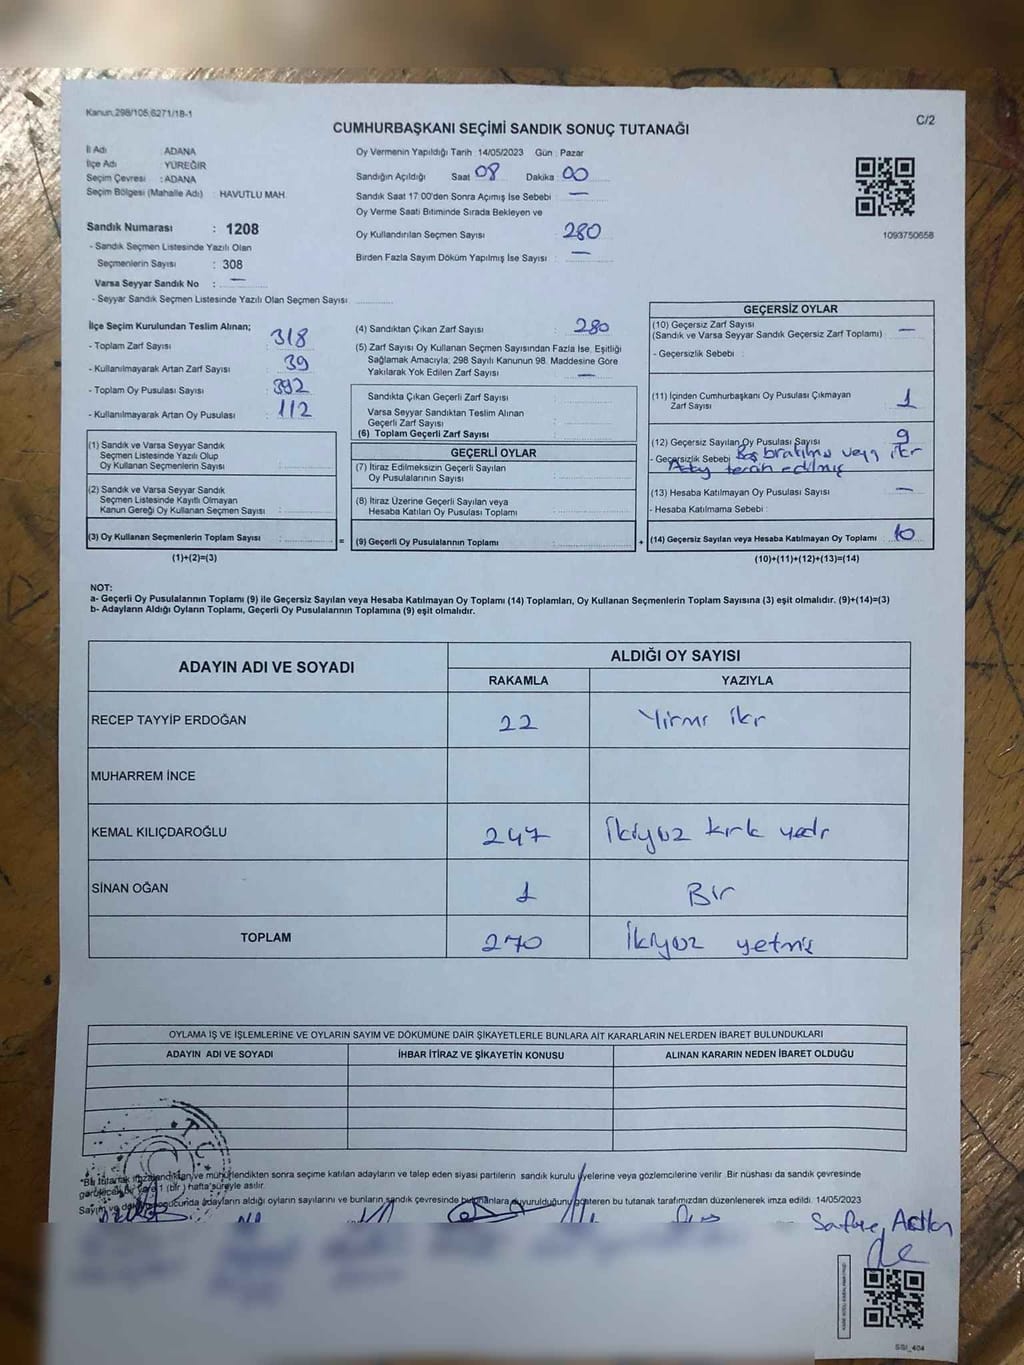 Kanun.298/105,6271/18-1
C/2
CUMHURBAŞKANI SEÇİMİ SANDIK SONUÇ TUTANAĞI
İl Adı : ADANA
İlçe Adı : YÜREĞİR
Seçim Çevresi : ADANA
Seçim Bölgesi (Mahalle Adı) : HAVUTLU MAH.
Sandık Numarası : 1208
- Sandık Seçmen Listesinde Yazılı Olan
Seçmenlerin Sayısı : 308
Varsa Seyyar Sandık No : —
- Seyyar Sandık Seçmen Listesinde Yazılı Olan Seçmen Sayısı
Oy Vermenin Yapıldığı Tarih : 14/05/2023 Gün : Pazar
Sandığın Açıldığı Saat 08 Dakika : 00
Sandık Saat 17.00'den Sonra Açımış İse Sebebi : —
Oy Verme Saati Bitiminde Sırada Bekleyen ve
Oy Kullandırılan Seçmen Sayısı : 280
Birden Fazla Sayım Döküm Yapılmış İse Sayısı : —
1093750658
İlçe Seçim Kurulundan Teslim Alınan;
- Toplam Zarf Sayısı : 318
- Kullanılmayarak Artan Zarf Sayısı : 39
- Toplam Oy Pusulası Sayısı : 392
- Kullanılmayarak Artan Oy Pusulası : 112
(1) Sandık ve Varsa Seyyar Sandık
Seçmen Listesinde Yazılı Olup
Oy Kullanan Seçmenlerin Sayısı :
(2) Sandık ve Varsa Seyyar Sandık
Seçmen Listesinde Kayıtlı Olmayan
Kanun Gereği Oy Kullanan Seçmen Sayısı :
(3) Oy Kullanan Seçmenlerin Toplam Sayısı :
(1)+(2)=(3)
(4) Sandıktan Çıkan Zarf Sayısı : 280
(5) Zarf Sayısı Oy Kullanan Seçmen Sayısından Fazla İse, Eşitliği
Sağlamak Amacıyla, 298 Sayılı Kanunun 98. Maddesine Göre
Yakılarak Yok Edilen Zarf Sayısı : —
Sandıkta Çıkan Geçerli Zarf Sayısı :
Varsa Seyyar Sandıktan Teslim Alınan
Geçerli Zarf Sayısı :
(6) Toplam Geçerli Zarf Sayısı :
GEÇERLİ OYLAR
(7) İtiraz Edilmeksizin Geçerli Sayılan
Oy Pusulalarının Sayısı :
(8) İtiraz Üzerine Geçerli Sayılan veya
Hesaba Katılan Oy Pusulası Toplamı :
= (9) Geçerli Oy Pusulalarının Toplamı : +
GEÇERSİZ OYLAR
(10) Geçersiz Zarf Sayısı
(Sandık ve Varsa Seyyar Sandık Geçersiz Zarf Toplamı) : —
- Geçersizlik Sebebi :
(11) İçinden Cumhurbaşkanı Oy Pusulası Çıkmayan
Zarf Sayısı : 1
(12) Geçersiz Sayılan Oy Pusulası Sayısı : 9
- Geçersizlik Sebebi Boş bırakılmış veya iki
Aday tercih edilmiş
(13) Hesaba Katılmayan Oy Pusulası Sayısı : —
- Hesaba Katılmama Sebebi :
(14) Geçersiz Sayılan veya Hesaba Katılmayan Oy Toplamı : 10
(10)+(11)+(12)+(13)=(14)
NOT:
a- Geçerli Oy Pusulalarının Toplamı (9) ile Geçersiz Sayılan veya Hesaba Katılmayan Oy Toplamı (14) Toplamları, Oy Kullanan Seçmenlerin Toplam Sayısına (3) eşit olmalıdır. (9)+(14)=(3)
b- Adayların Aldığı Oyların Toplamı, Geçerli Oy Pusulalarının Toplamına (9) eşit olmalıdır.
ADAYIN ADI VE SOYADI ALDIĞI OY SAYISI
RAKAMLA YAZIYLA
RECEP TAYYİP ERDOĞAN 22 Yirmi iki
MUHARREM İNCE
KEMAL KILIÇDAROĞLU 247 İkiyüz kırk yedi
SİNAN OĞAN 1 Bir
TOPLAM 270 İkiyüz yetmiş
OYLAMA İŞ VE İŞLEMLERİNE VE OYLARIN SAYIM VE DÖKÜMÜNE DAİR ŞİKAYETLERLE BUNLARA AİT KARARLARIN NELERDEN İBARET BULUNDUKLARI
ADAYIN ADI VE SOYADI İHBAR İTİRAZ VE ŞİKAYETİN KONUSU ALINAN KARARIN NEDEN İBARET OLDUĞU
T.C.
*Bu tutanak imzalandıktan ve mühürlendikten sonra seçime katılan adayların ve talep eden siyasi partilerin sandık kurulu üyelerine veya gözlemcilerine verilir. Bir nüshası da sandık çevresinde
görülecek bir yere 1 (bir ) hafta süreyle asılır.
Sayım ve döküm sonucunda adayların aldığı oyların sayılarını ve bunların sandık çevresinde bulunanlara duyurulduğunu gösteren bu tutanak tarafımızdan düzenlenerek imza edildi. 14/05/2023
SSI_404